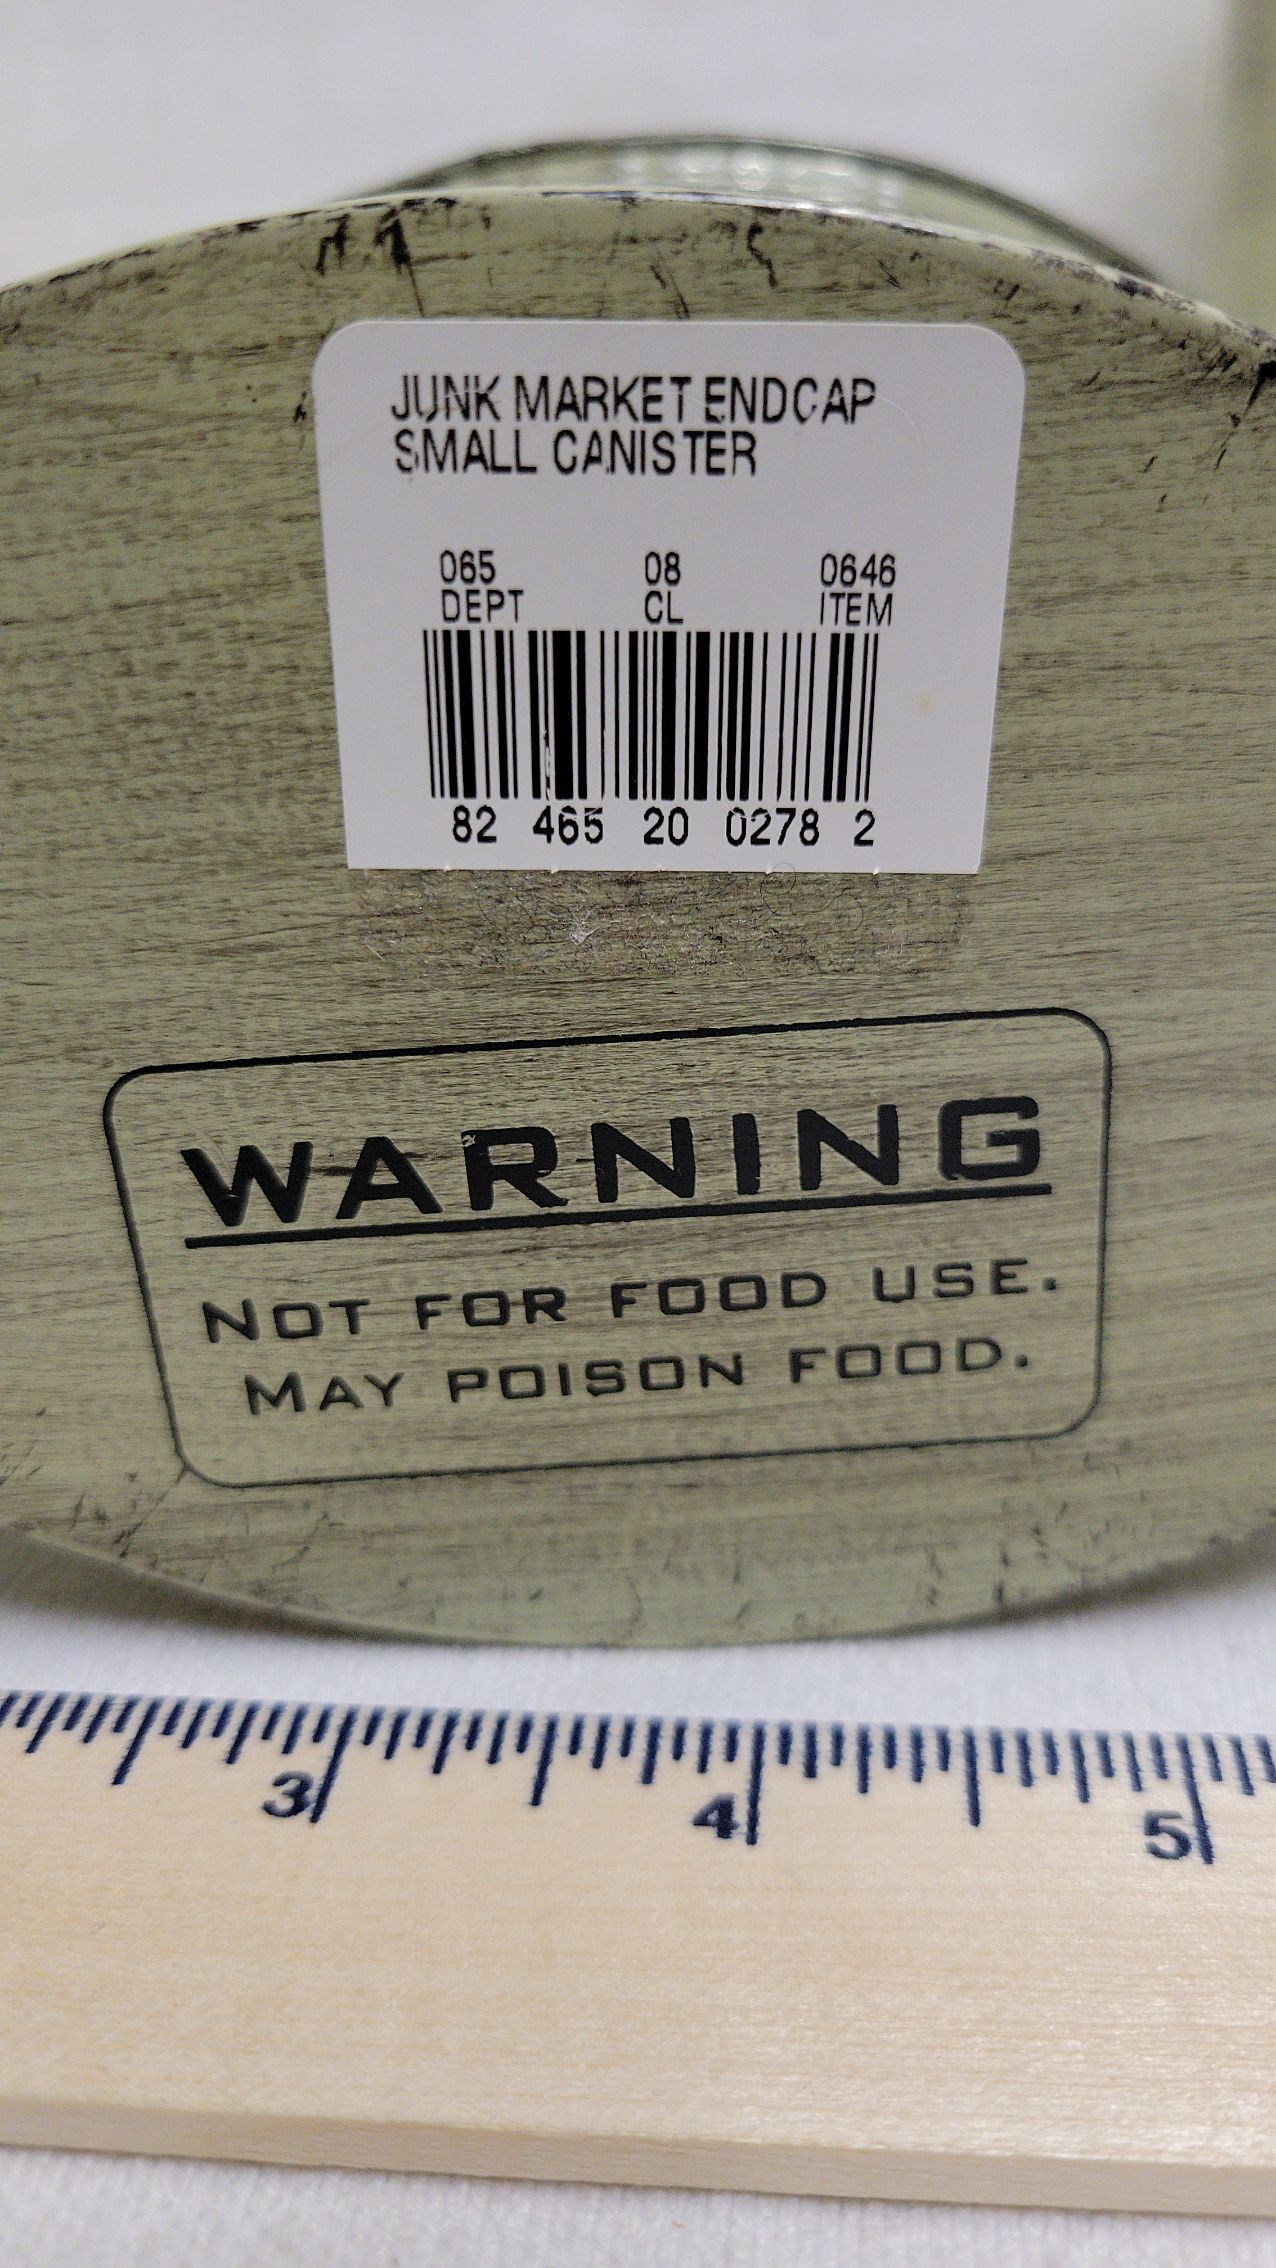 JUNK MARKET ENDCAP
SMALL CANISTER
065 08 0646
DEPT CL ITEM
82 465 20 0278 2
WARNING
NOT FOR FOOD USE.
MAY POISON FOOD.
3 4 5